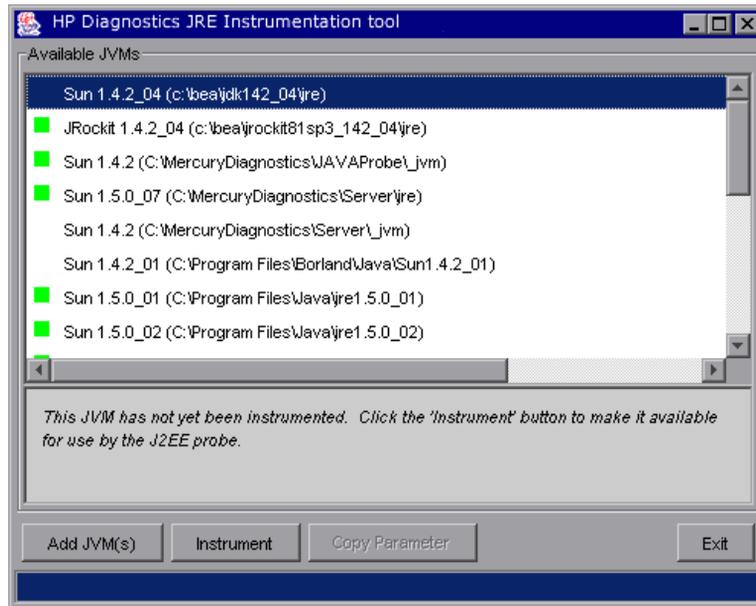 HP Diagnostics JRE Instrumentation tool
Available JVMs
Sun 1.4.2_04 (c:\bea\jdk142_04\jre)
JRockit 1.4.2_04 (c:\bea\jrockit81sp3_142_04\jre)
Sun 1.4.2 (C:\MercuryDiagnostics\JAVAProbe\_jvm)
Sun 1.5.0_07 (C:\MercuryDiagnostics\Server\jre)
Sun 1.4.2 (C:\MercuryDiagnostics\Server\_jvm)
Sun 1.4.2_01 (C:\Program Files\Borland\Java\Sun1.4.2_01)
Sun 1.5.0_01 (C:\Program Files\Java\jre1.5.0_01)
Sun 1.5.0_02 (C:\Program Files\Java\jre1.5.0_02)
This JVM has not yet been instrumented. Click the 'Instrument' button to make it available
for use by the J2EE probe.
Add JVM(s) Instrument Copy Parameter Exit